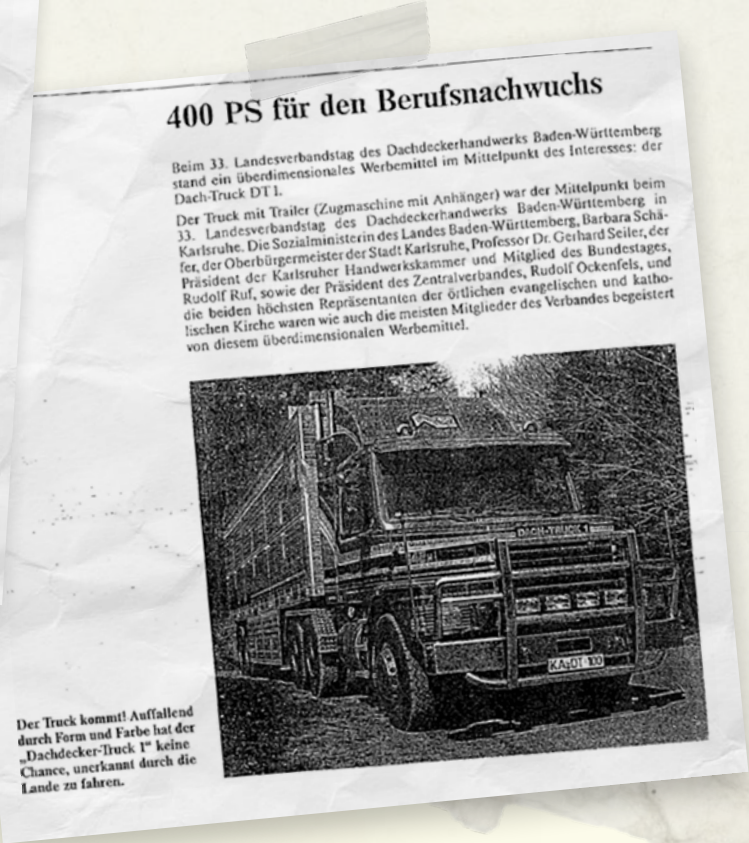 400 PS für den Berufsnachwuchs
Beim 33. Landesverbandstag des Dachdeckerhandwerks Baden-Württemberg
stand ein überdimensionales Werbemittel im Mittelpunkt des Interesses: der
Dach-Truck DT1.
Der Truck mit Trailer (Zugmaschine mit Anhänger) war der Mittelpunkt beim
33. Landesverbandstag des Dachdeckerhandwerks Baden-Württemberg in
Karlsruhe. Die Sozialministerin des Landes Baden-Württemberg, Barbara Schä-
fer, der Oberbürgermeister der Stadt Karlsruhe, Professor Dr. Gerhard Seiler, der
Präsident der Karlsruher Handwerkskammer und Mitglied des Bundestages,
Rudolf Ruf, sowie der Präsident des Zentralverbandes, Rudolf Ockenfels, und
die beiden höchsten Repräsentanten der örtlichen evangelischen und katho-
lischen Kirche waren wie auch die meisten Mitglieder des Verbandes begeistert
von diesem überdimensionalen Werbemittel.
DACH-TRUCK 1
KA DT 100
Der Truck kommt! Auffallend
durch Form und Farbe hat der
„Dachdecker-Truck 1" keine
Chance, unerkannt durch die
Lande zu fahren.